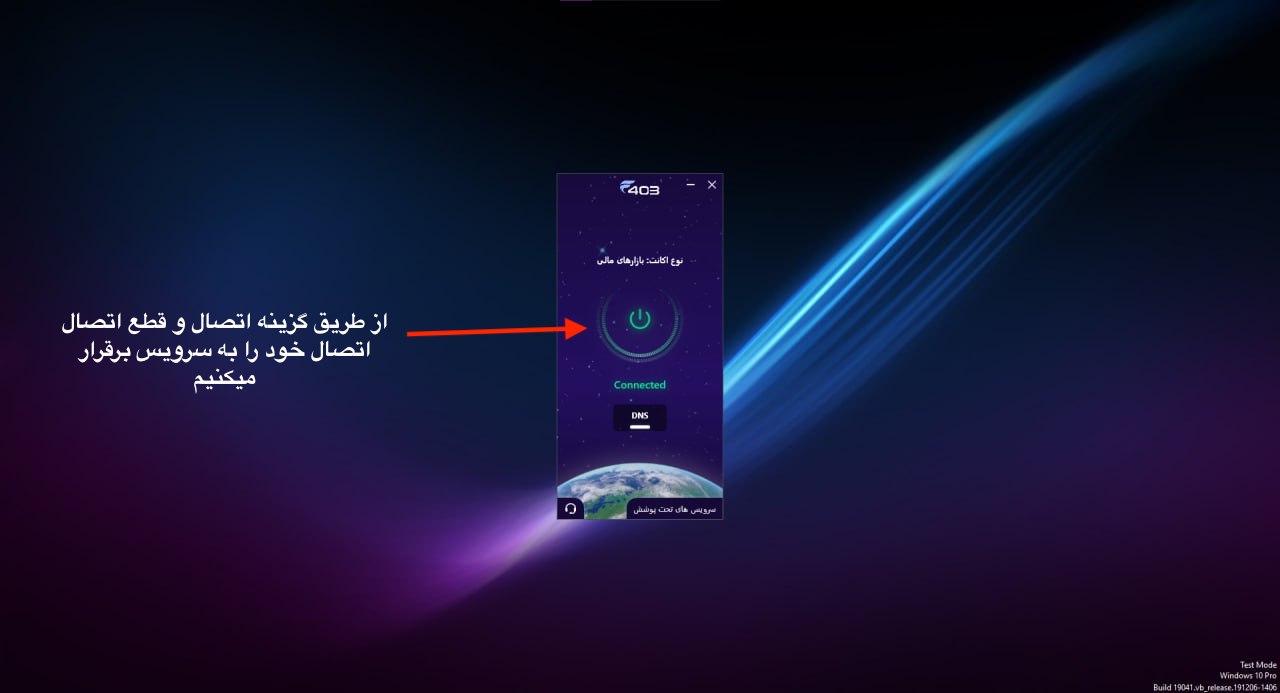 403
نوع اکانت: بازارهای مالی
از طریق گزینه اتصال و قطع اتصال
اتصال خود را به سرویس برقرار
میکنیم
Connected
DNS
سرویس های تحت پوشش
Test Mode
Windows 10 Pro
Build 19041.vb_release.191206-1406